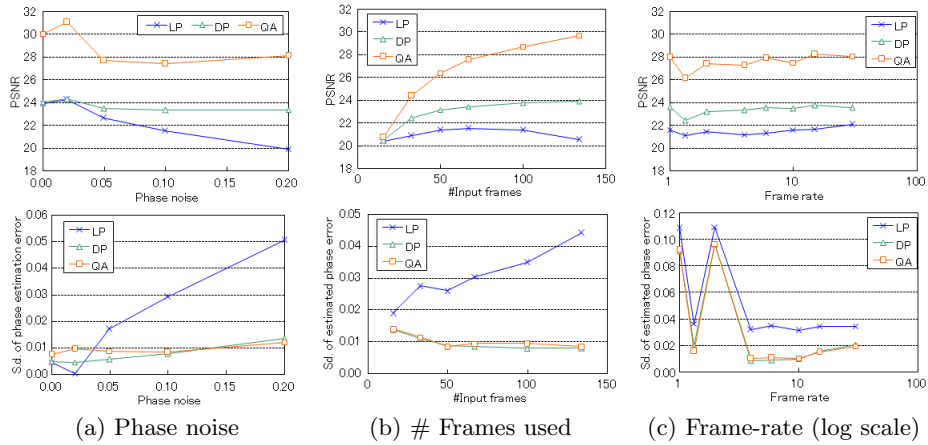 LP DP QA
PSNR
32
30
28
26
24
22
20
18
0.00 0.05 0.10 0.15 0.20
Phase noise
LP
DP
QA
PSNR
32
30
28
26
24
22
20
18
0 50 100 150
#Input frames
LP
DP
QA
PSNR
32
30
28
26
24
22
20
18
1 10 100
Frame rate
LP
DP
QA
S.d. of phase estimation error
0.06
0.05
0.04
0.03
0.02
0.01
0.00
0.00 0.05 0.10 0.15 0.20
Phase noise
LP
DP
QA
S.d. of estimated phase error
0.05
0.04
0.03
0.02
0.01
0.00
0 50 100 150
#Input frames
LP
DP
QA
Sd. of estimated phase error
0.12
0.10
0.08
0.06
0.04
0.02
0.00
1 10 100
Frame rate
(a) Phase noise
(b) # Frames used
(c) Frame-rate (log scale)